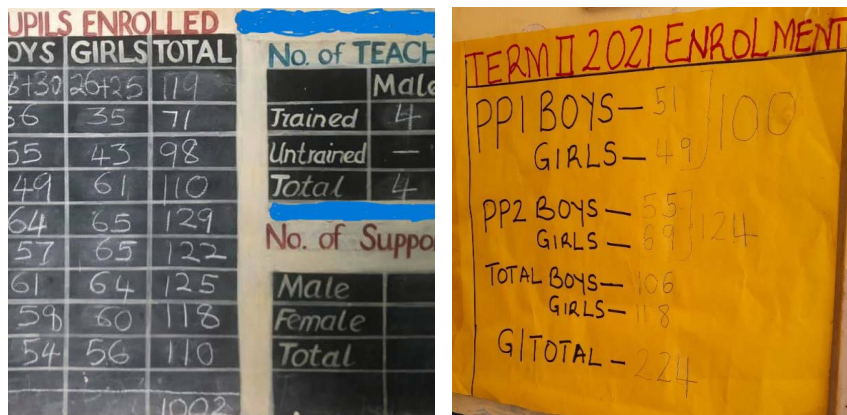 UPILS ENROLLED
OYS GIRLS TOTAL
8+30 26+25 119
36 35 71
55 43 98
49 61 110
64 65 129
57 65 122
61 64 125
58 60 118
54 56 110
1002
No. of TEACH
Male
Trained 4
Untrained —
Total 4
No. of Suppo
Male
Female
Total
TERM II 2021 ENROLMENT
PP1 BOYS — 51
GIRLS — 49
100
PP2 BOYS — 55
GIRLS — 69
124
TOTAL BOYS — 106
GIRLS — 118
G/TOTAL — 224